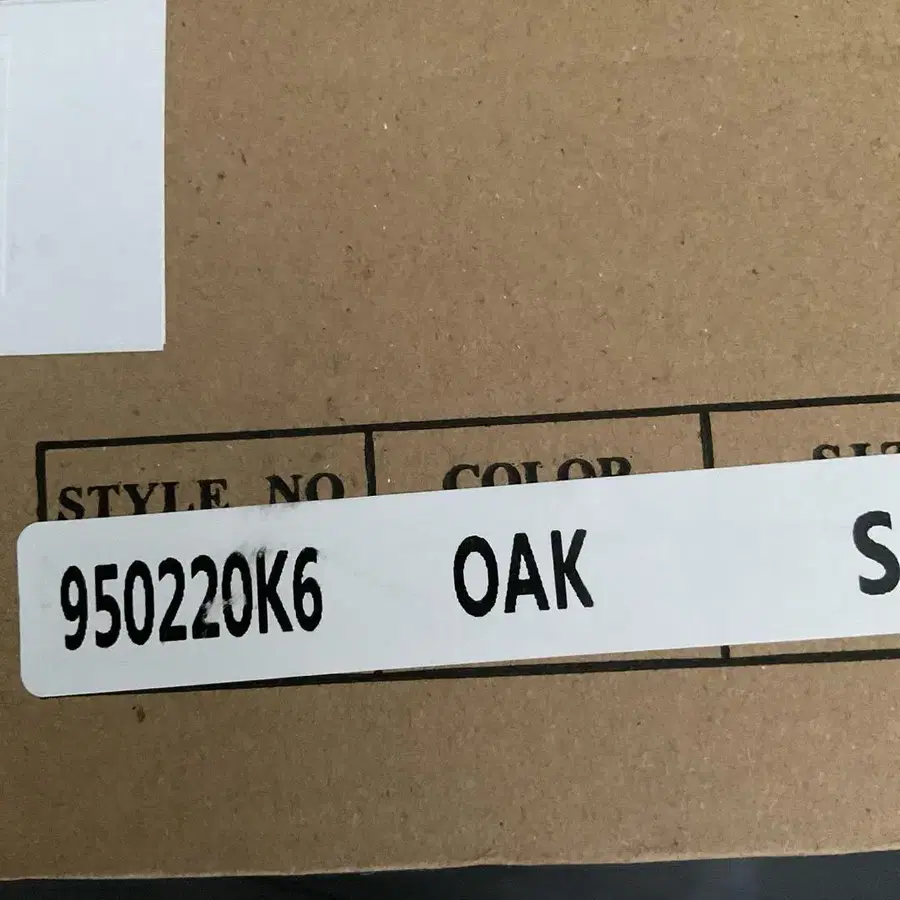 STYLE NO COLOR
950220K6 OAK S